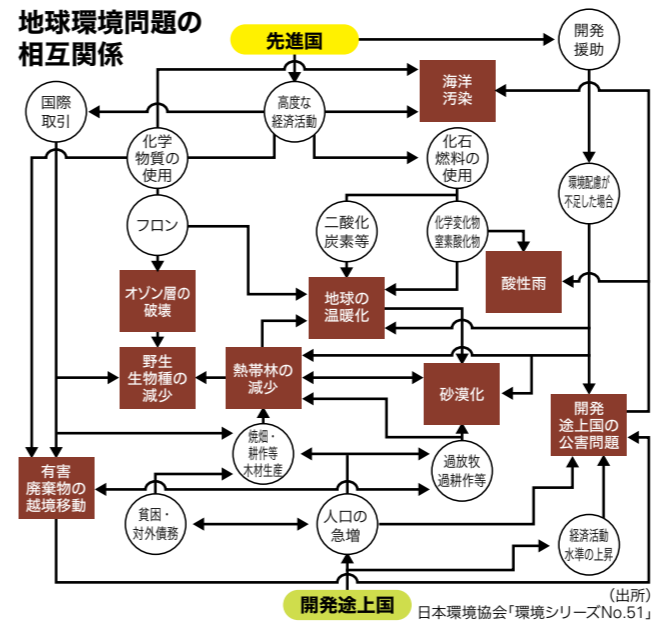 地球環境問題の
相互関係
先進国
開発
援助
海洋
汚染
国際
取引
高度な
経済活動
化学
物質の
使用
化石
燃料の
使用
環境配慮が
不足した場合
フロン
二酸化
炭素等
化学変化物
窒素酸化物
酸性雨
オゾン層の
破壊
地球の
温暖化
野生
生物種の
減少
熱帯林の
減少
砂漠化
開発
途上国の
公害問題
焼畑・
耕作等
木材生産
過放牧
過耕作等
有害
廃棄物の
越境移動
貧困・
対外債務
人口の
急増
経済活動
水準の上昇
開発途上国
（出所）
日本環境協会「環境シリーズNo.51」